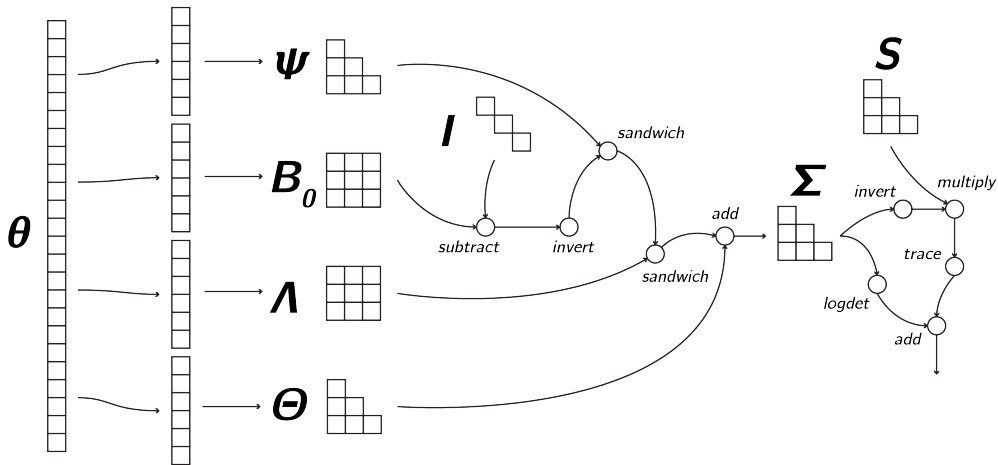 θ
Ψ
B₀
Λ
Θ
I
subtract
invert
sandwich
sandwich
add
Σ
S
invert
multiply
trace
logdet
add